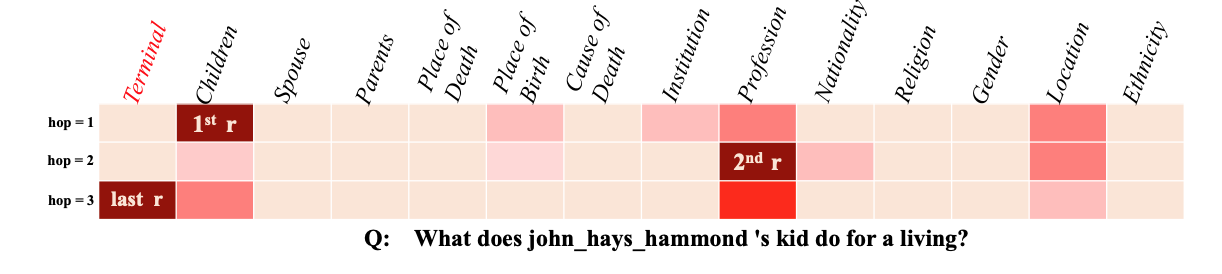 Terminal
Children
Spouse
Parents
Place of
Death
Place of
Birth
Cause of
Death
Institution
Profession
Nationality
Religion
Gender
Location
Ethnicity
hop = 1
1st r
hop = 2
2nd r
hop = 3
last r
Q: What does john_hays_hammond 's kid do for a living?